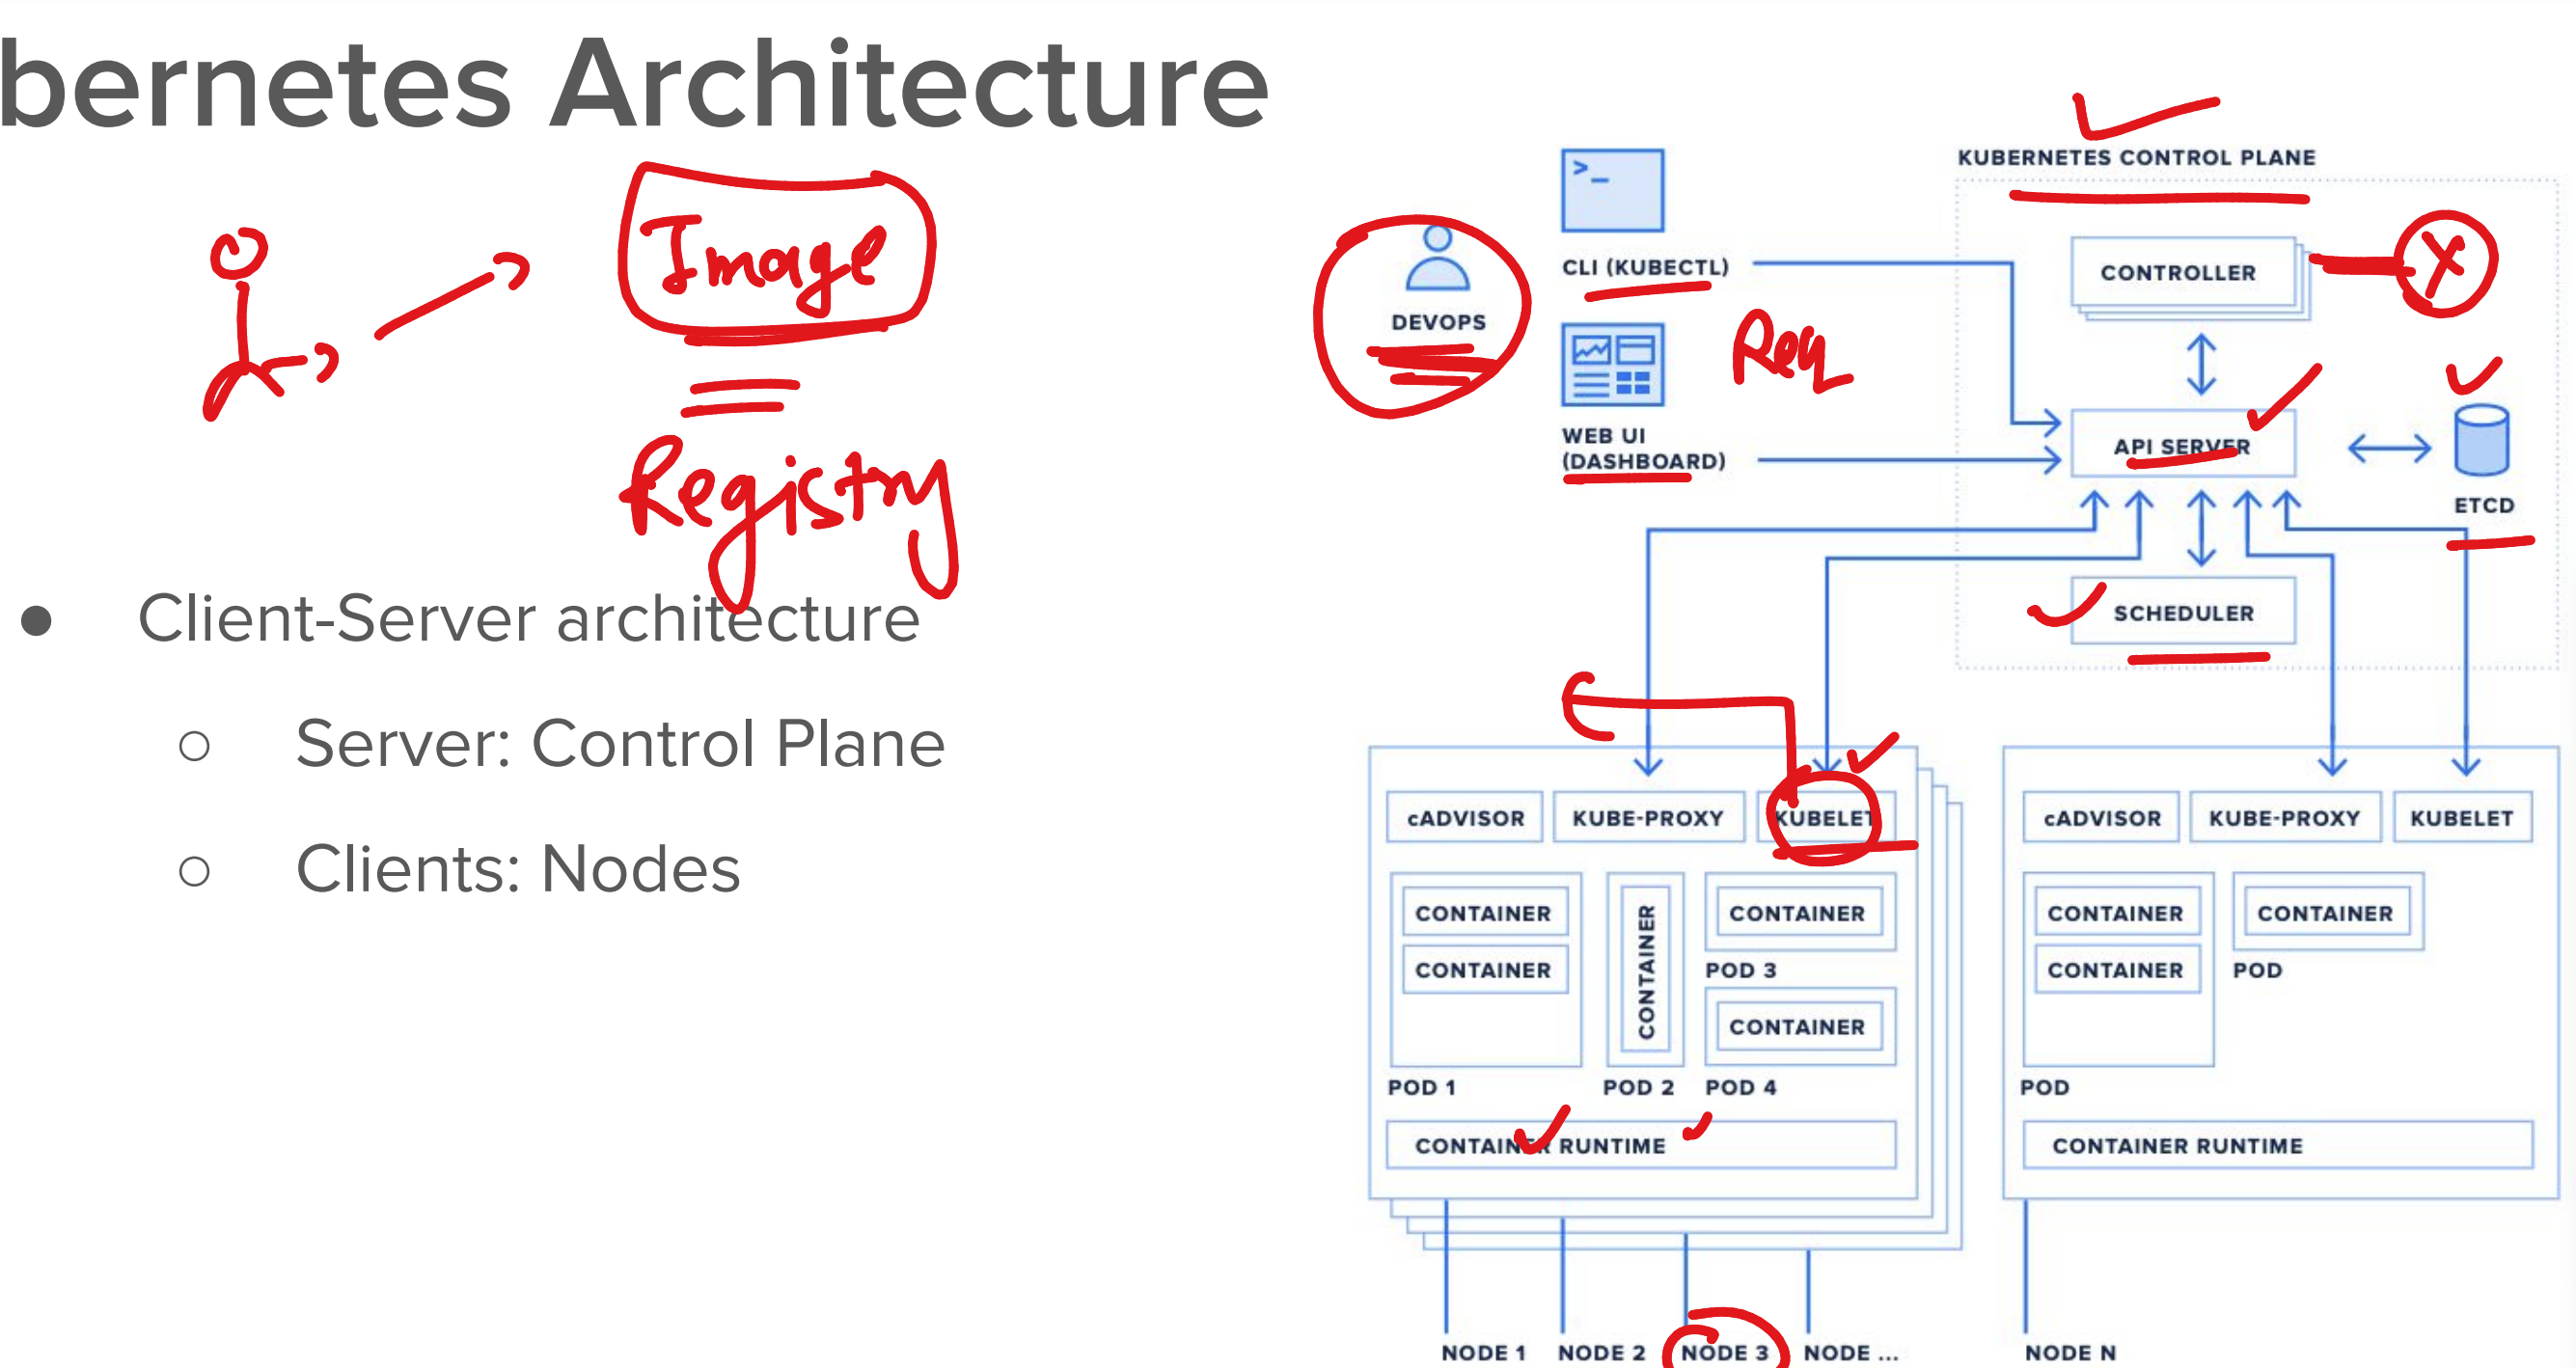 bernetes Architecture
Image
Registry
● Client-Server architecture
○ Server: Control Plane
○ Clients: Nodes
DEVOPS
>_
CLI (KUBECTL)
Req
WEB UI
(DASHBOARD)
KUBERNETES CONTROL PLANE
CONTROLLER
X
API SERVER
ETCD
SCHEDULER
cADVISOR
KUBE-PROXY
KUBELET
CONTAINER
CONTAINER
POD 1
CONTAINER
POD 2
CONTAINER
POD 3
CONTAINER
POD 4
CONTAINER RUNTIME
cADVISOR
KUBE-PROXY
KUBELET
CONTAINER
CONTAINER
POD
CONTAINER
POD
CONTAINER RUNTIME
NODE 1
NODE 2
NODE 3
NODE ...
NODE N